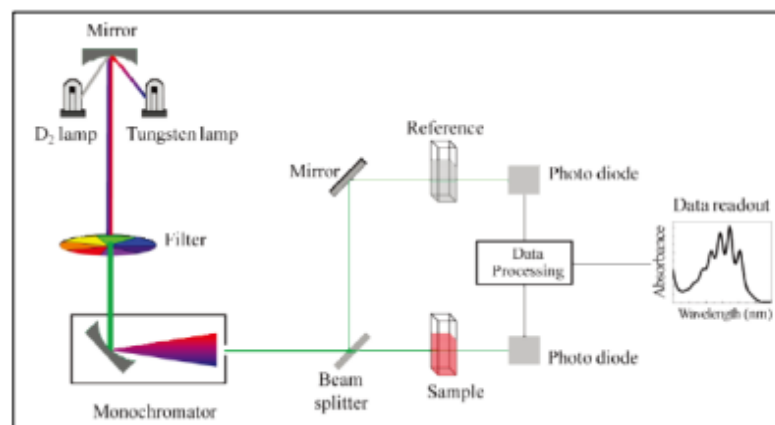 Mirror
D₂ lamp
Tungsten lamp
Filter
Monochromator
Mirror
Reference
Photo diode
Data
Processing
Beam
splitter
Sample
Photo diode
Data readout
Absorbance
Wavelength (nm)